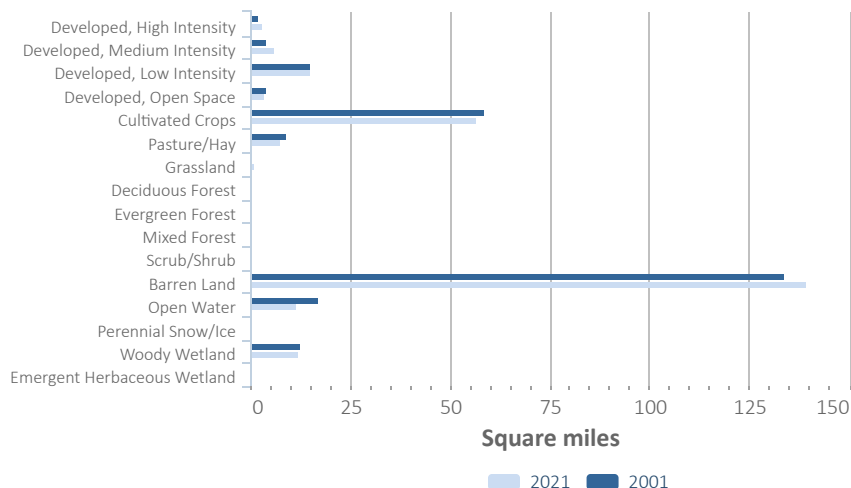 Developed, High Intensity
Developed, Medium Intensity
Developed, Low Intensity
Developed, Open Space
Cultivated Crops
Pasture/Hay
Grassland
Deciduous Forest
Evergreen Forest
Mixed Forest
Scrub/Shrub
Barren Land
Open Water
Perennial Snow/Ice
Woody Wetland
Emergent Herbaceous Wetland
0 25 50 75 100 125 150
Square miles
2021 2001